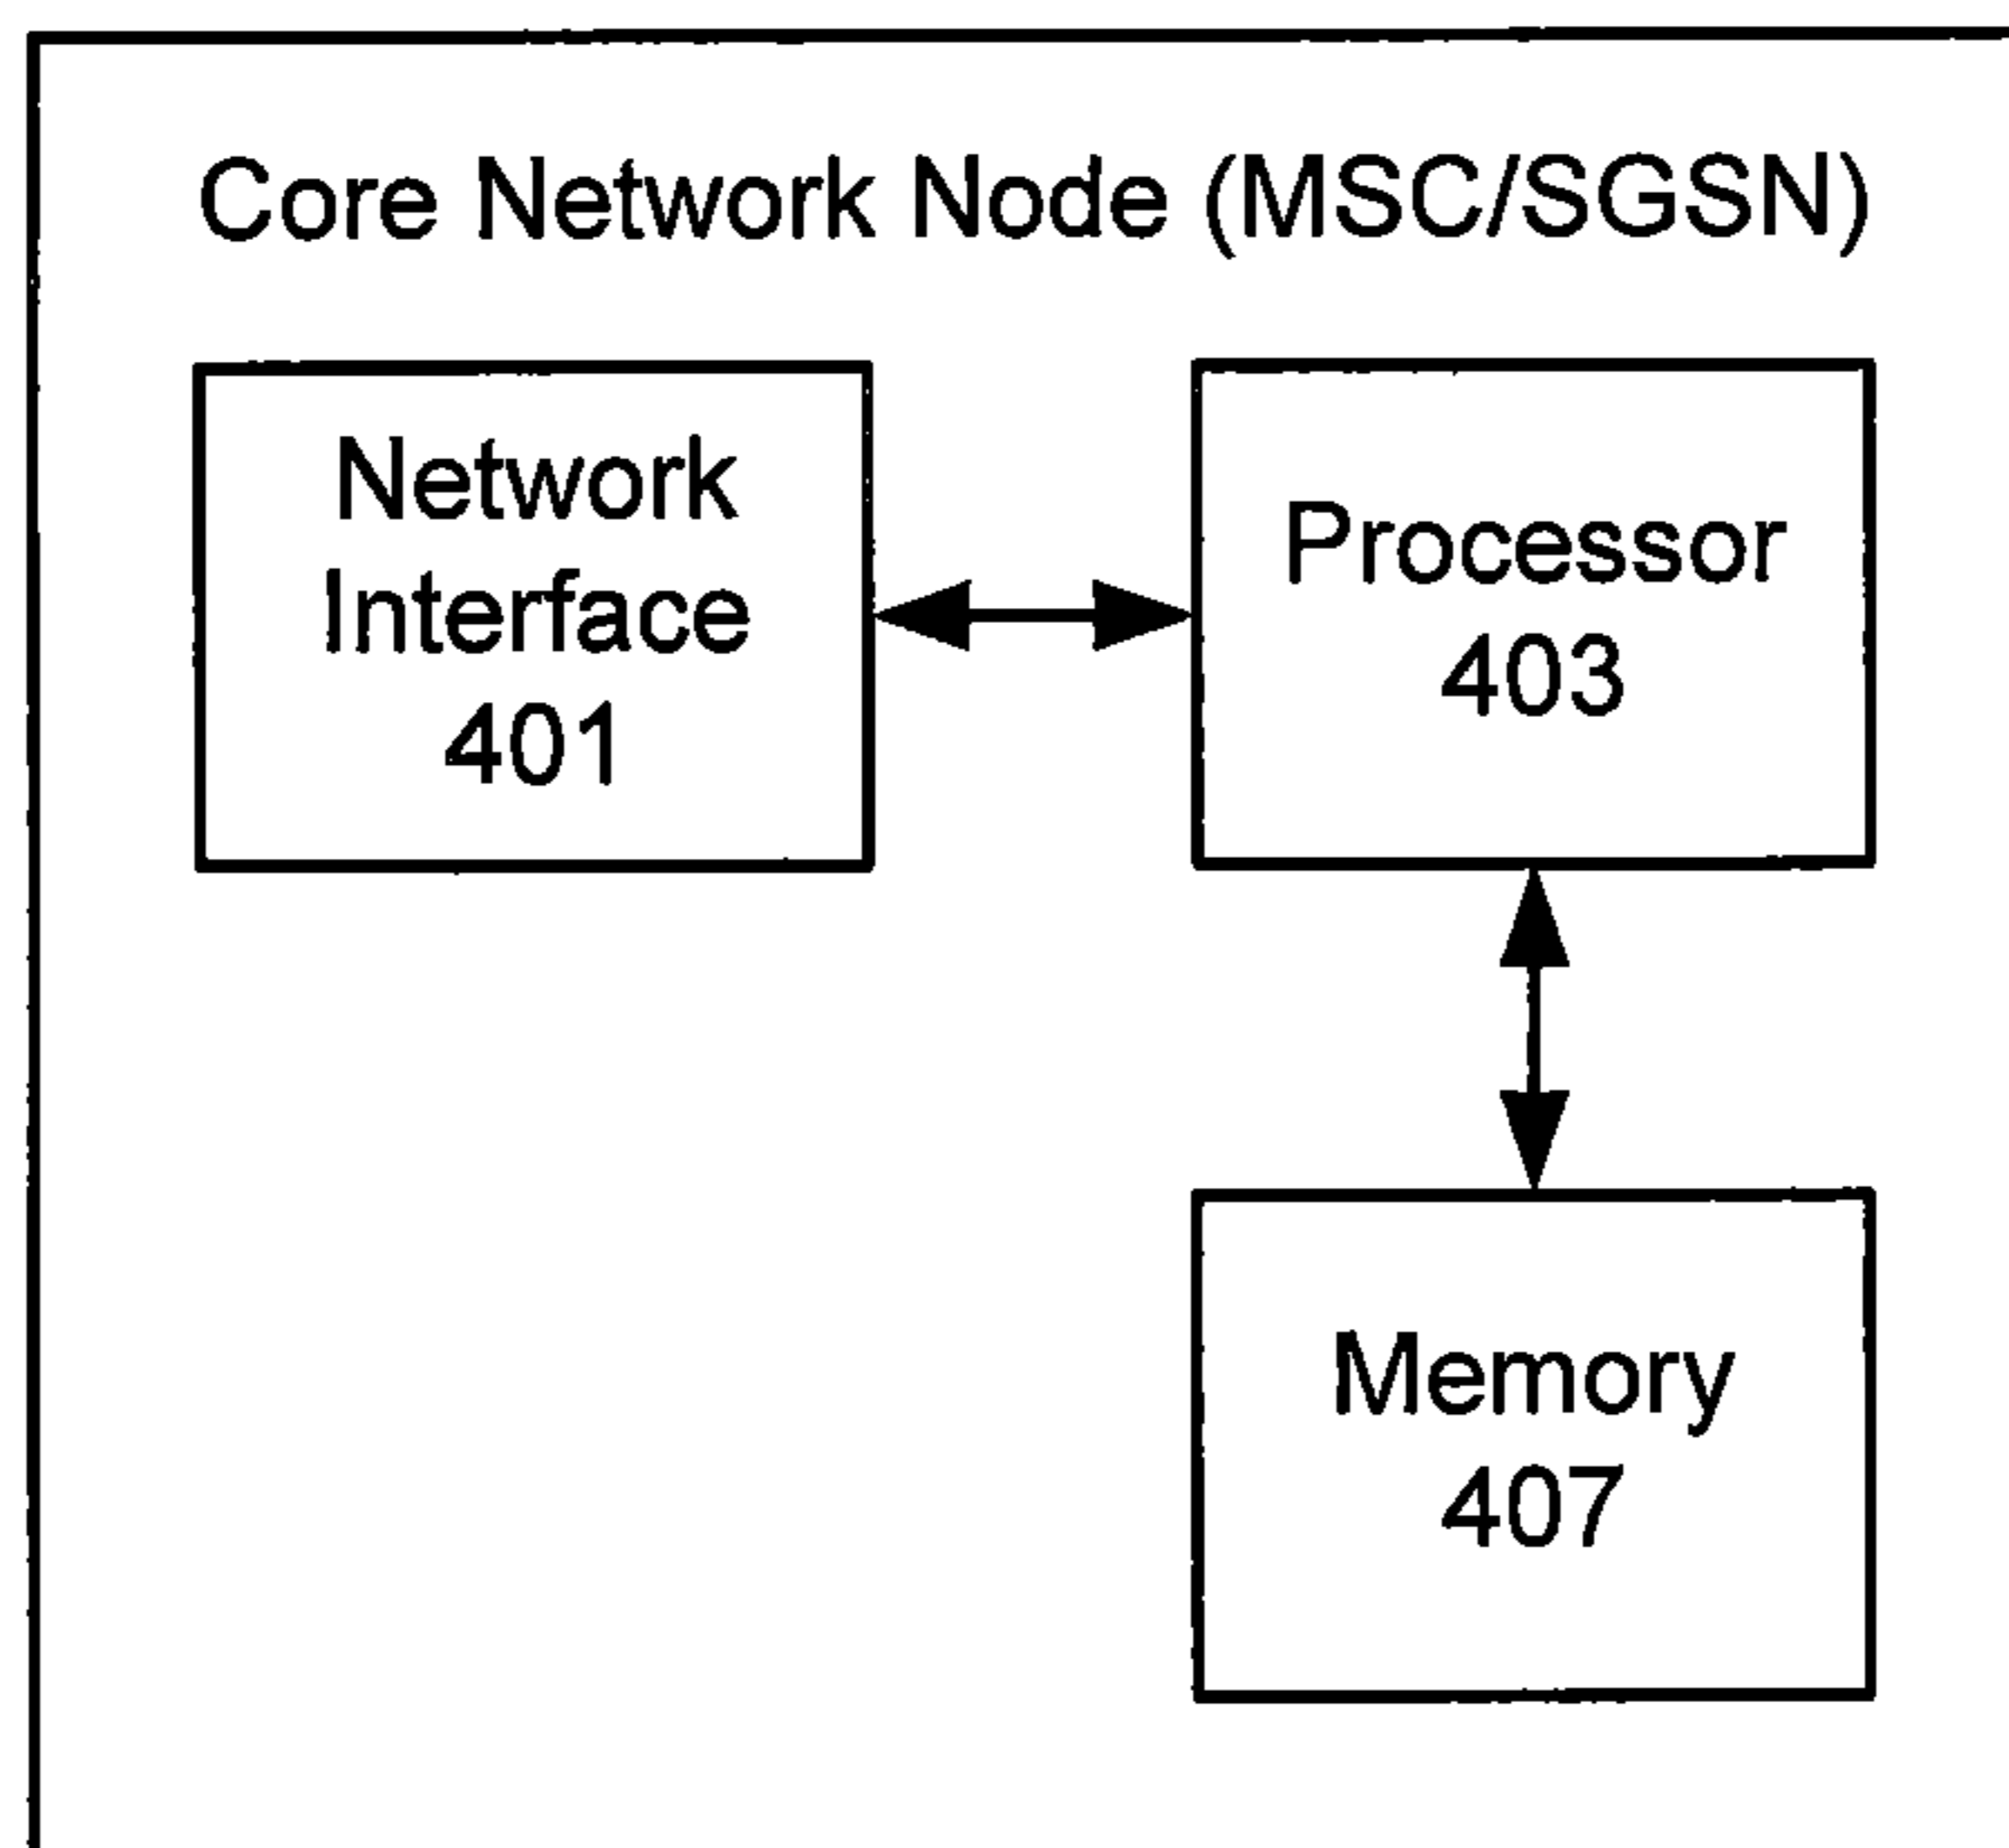 Core Network Node (MSC/SGSN)
Network
Interface
401
Processor
403
Memory
407